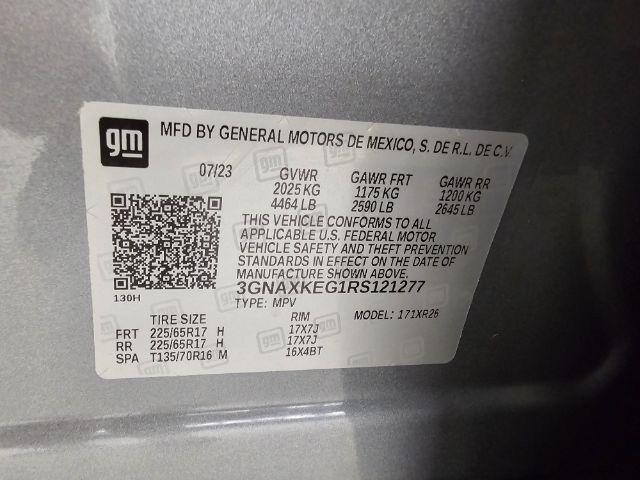 gm MFD BY GENERAL MOTORS DE MEXICO, S. DE R.L. DE C.V.
07/23 GVWR GAWR FRT GAWR RR
2025 KG 1175 KG 1200 KG
4464 LB 2590 LB 2645 LB
THIS VEHICLE CONFORMS TO ALL
APPLICABLE U.S. FEDERAL MOTOR
VEHICLE SAFETY AND THEFT PREVENTION
STANDARDS IN EFFECT ON THE DATE OF
MANUFACTURE SHOWN ABOVE.
130H 3GNAXKEG1RS121277
TYPE: MPV MODEL: 171XR26
TIRE SIZE RIM
FRT 225/65R17 H 17X7J
RR 225/65R17 H 17X7J
SPA T135/70R16 M 16X4BT